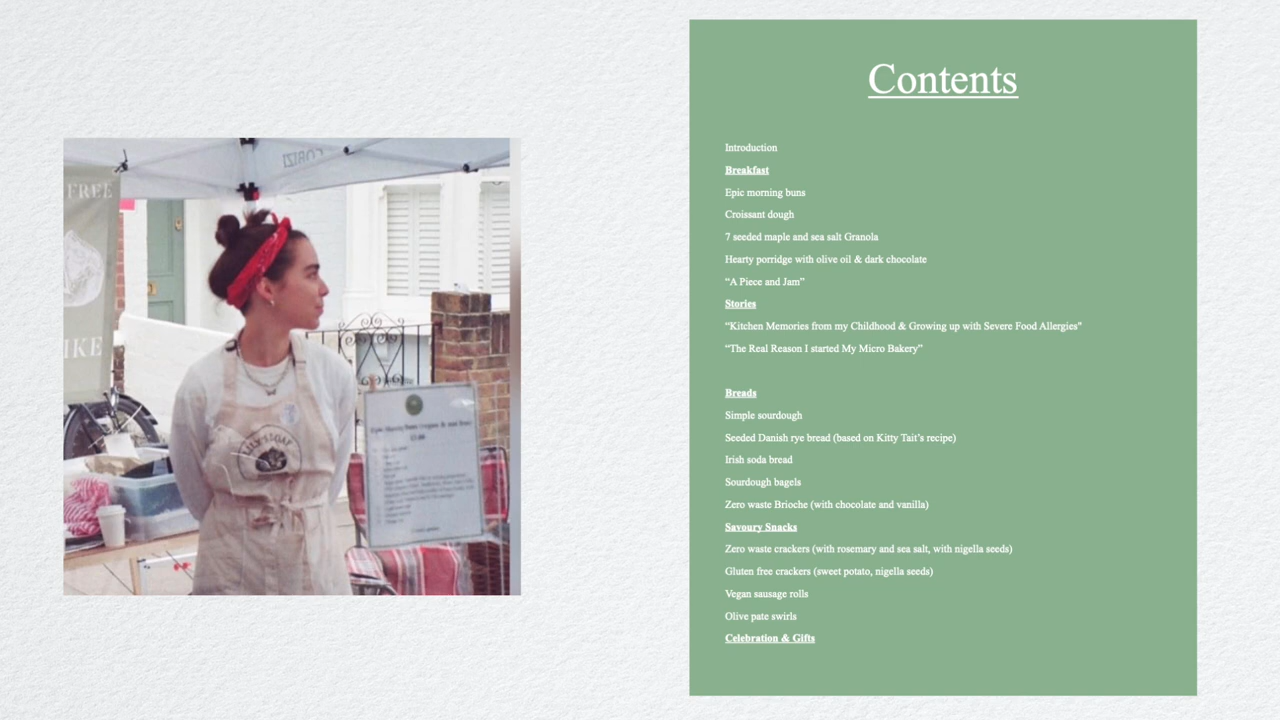 FREE
IKE
Contents
Introduction
Breakfast
Epic morning buns
Croissant dough
7 seeded maple and sea salt Granola
Hearty porridge with olive oil & dark chocolate
“A Piece and Jam”
Stories
“Kitchen Memories from my Childhood & Growing up with Severe Food Allergies”
“The Real Reason I started My Micro Bakery”
Breads
Simple sourdough
Seeded Danish rye bread (based on Kitty Tait’s recipe)
Irish soda bread
Sourdough bagels
Zero waste Brioche (with chocolate and vanilla)
Savoury Snacks
Zero waste crackers (with rosemary and sea salt, with nigella seeds)
Gluten free crackers (sweet potato, nigella seeds)
Vegan sausage rolls
Olive pate swirls
Celebration & Gifts